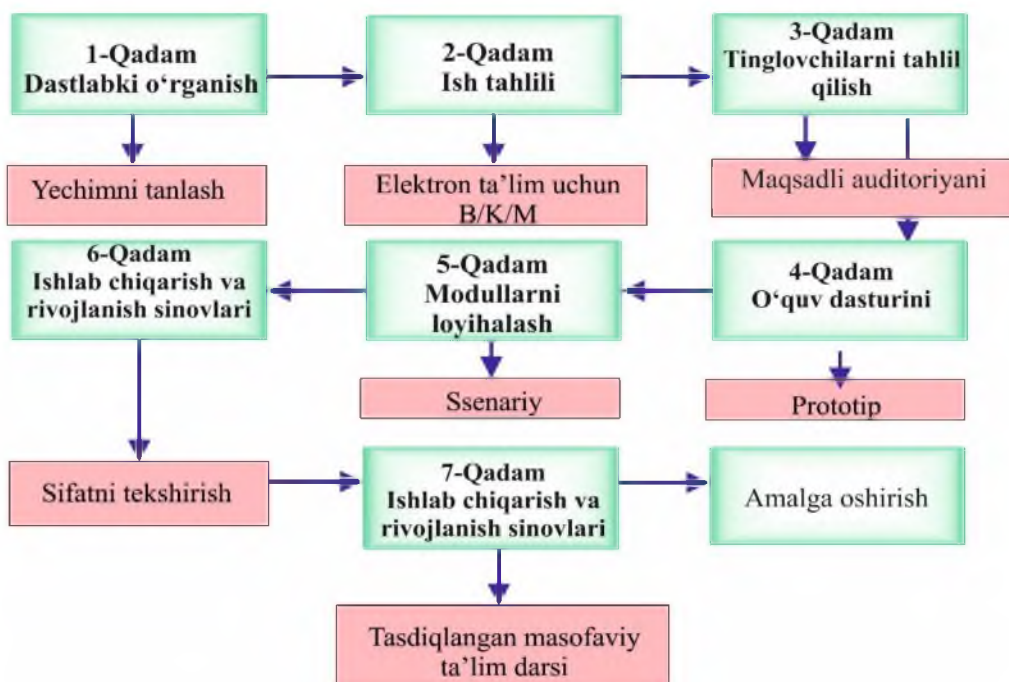 1-Qadam
Dastlabki o‘rganish
2-Qadam
Ish tahlili
3-Qadam
Tinglovchilarni tahlil
qilish
Yechimni tanlash
Elektron ta’lim uchun
B/K/M
Maqsadli auditoriyani
6-Qadam
Ishlab chiqarish va
rivojlanish sinovlari
5-Qadam
Modullarni
loyihalash
4-Qadam
O‘quv dasturini
Ssenariy
Prototip
Sifatni tekshirish
7-Qadam
Ishlab chiqarish va
rivojlanish sinovlari
Amalga oshirish
Tasdiqlangan masofaviy
ta’lim darsi